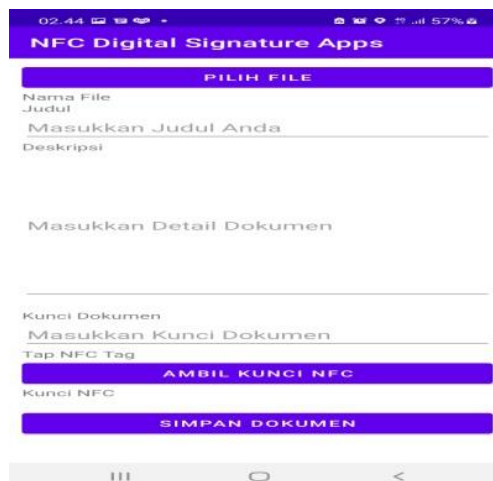 02.44
57%
NFC Digital Signature Apps
PILIH FILE
Nama File
Judul
Masukkan Judul Anda
Deskripsi
Masukkan Detail Dokumen
Kunci Dokumen
Masukkan Kunci Dokumen
Tap NFC Tag
AMBIL KUNCI NFC
Kunci NFC
SIMPAN DOKUMEN